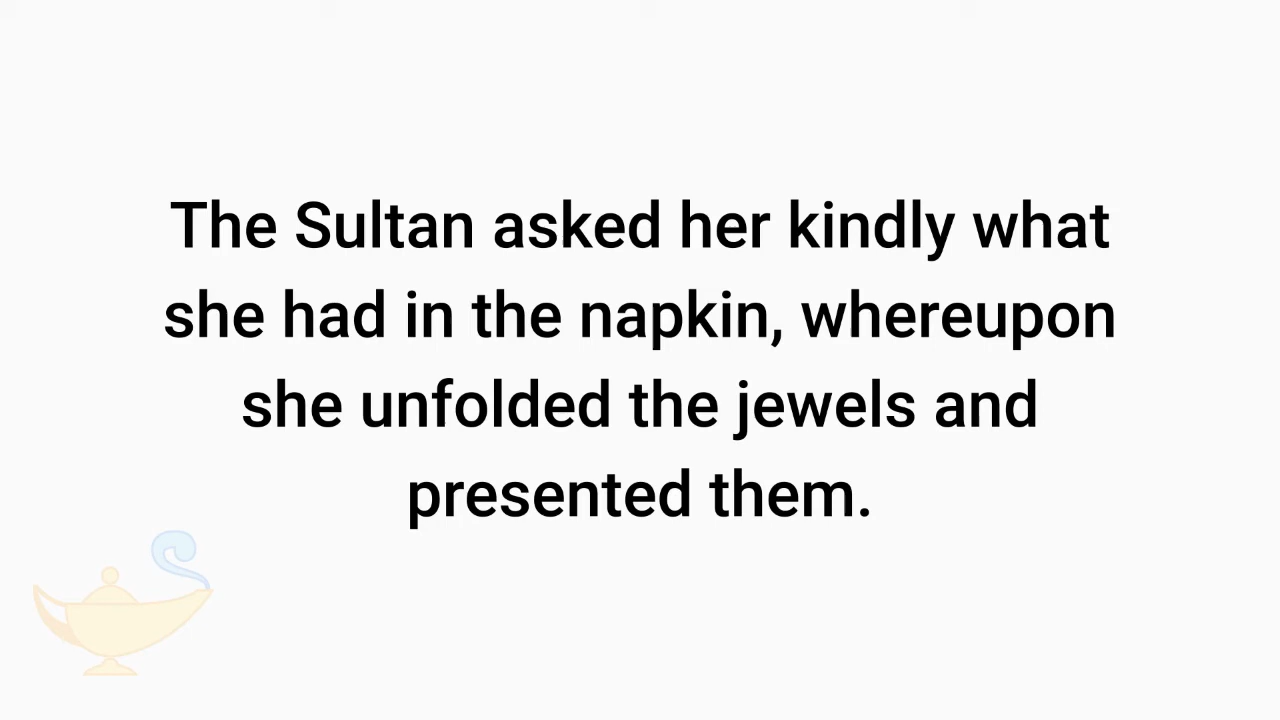 The Sultan asked her kindly what
she had in the napkin, whereupon
she unfolded the jewels and
presented them.